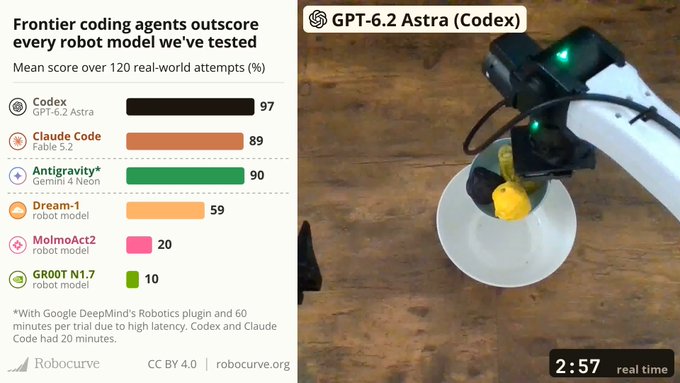 Frontier coding agents outscore
every robot model we've tested
Mean score over 120 real-world attempts (%)
Codex
GPT-6.2 Astra
97
Claude Code
Fable 5.2
89
Antigravity*
Gemini 4 Neon
90
Dream-1
robot model
59
MolmoAct2
robot model
20
GR00T N1.7
robot model
10
*With Google DeepMind's Robotics plugin and 60
minutes per trial due to high latency. Codex and Claude
Code had 20 minutes.
Robocurve
CC BY 4.0 | robocurve.org
GPT-6.2 Astra (Codex)
2:57 real time